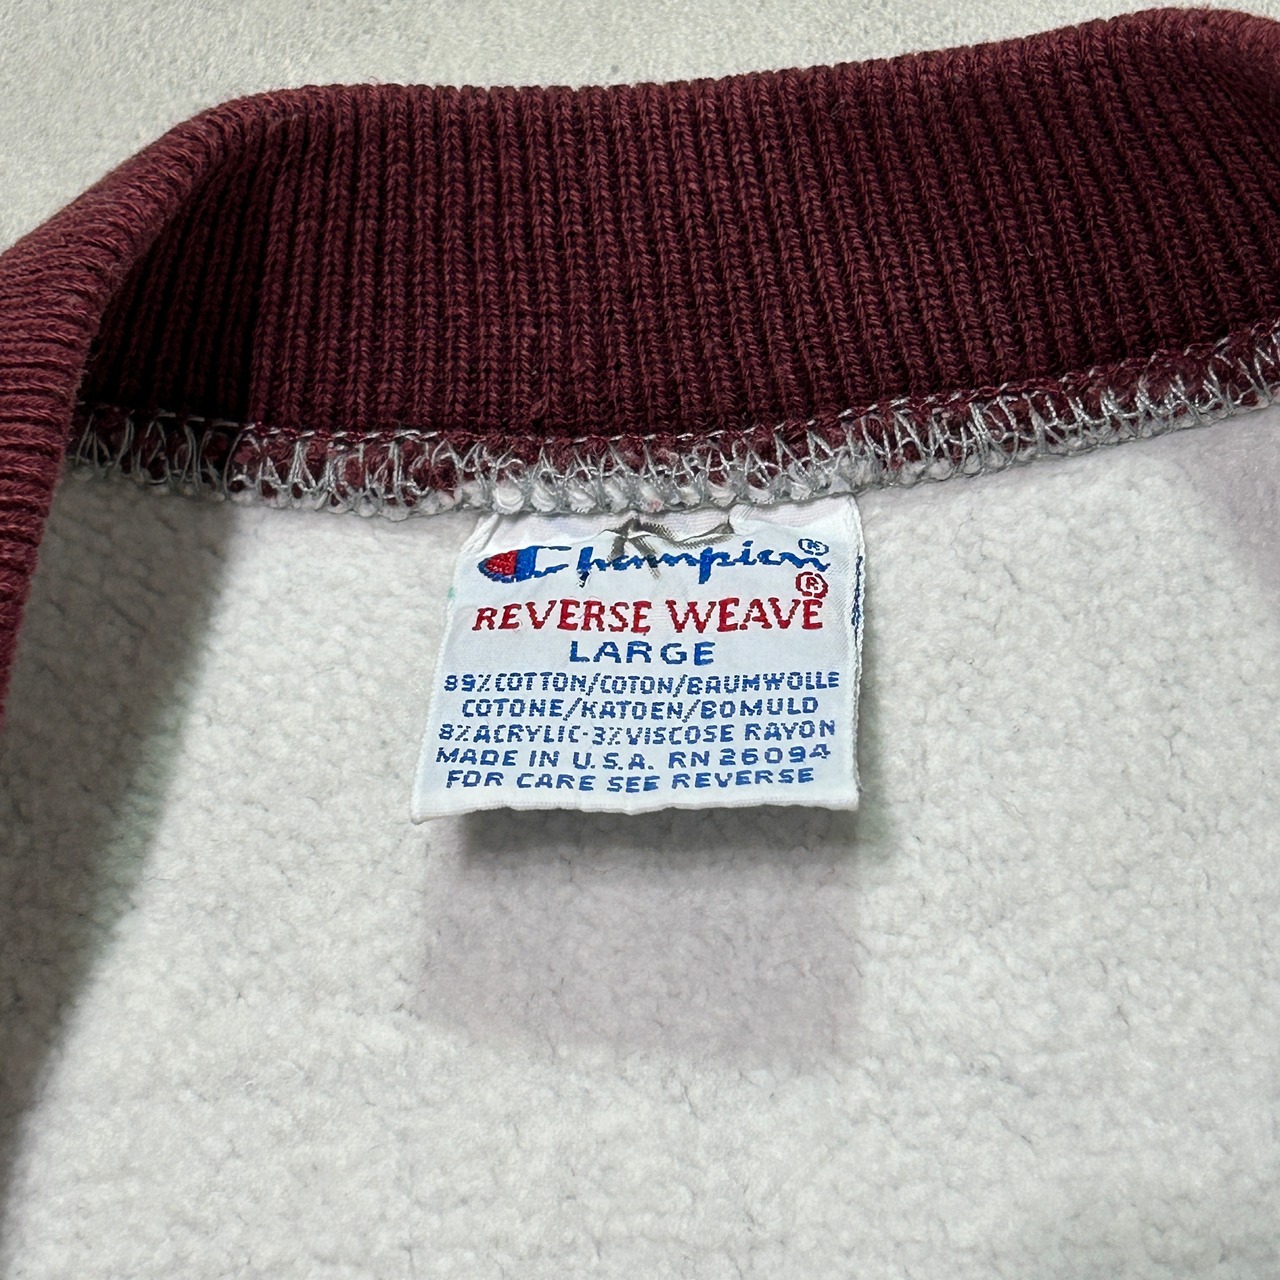 Champion®
REVERSE WEAVE®
LARGE
89% COTTON/COTON/BAUMWOLLE
COTONE/KATOEN/BOMULD
8% ACRYLIC-3% VISCOSE RAYON
MADE IN U.S.A. RN 26094
FOR CARE SEE REVERSE